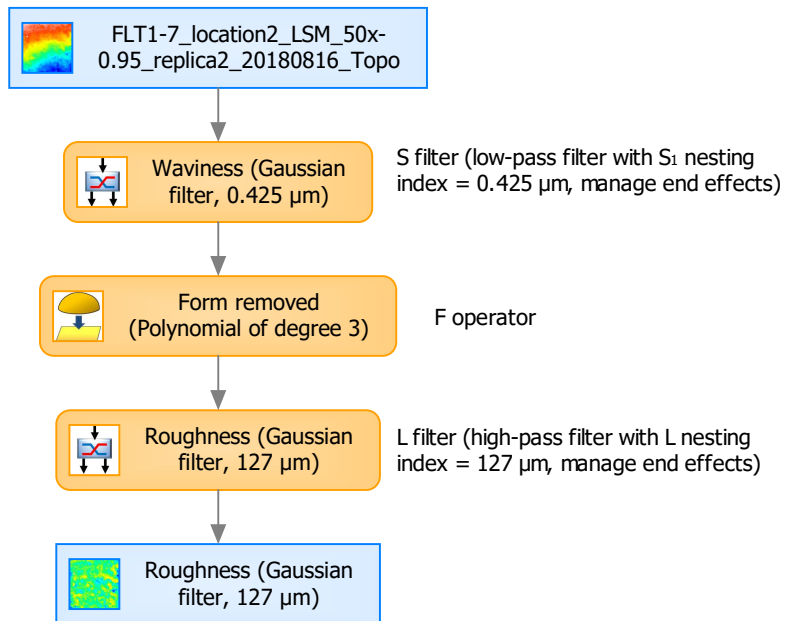 FLT1-7_location2_LSM_50x-
0.95_replica2_20180816_Topo
Waviness (Gaussian
filter, 0.425 µm)
S filter (low-pass filter with S₁ nesting
index = 0.425 µm, manage end effects)
Form removed
(Polynomial of degree 3)
F operator
Roughness (Gaussian
filter, 127 µm)
L filter (high-pass filter with L nesting
index = 127 µm, manage end effects)
Roughness (Gaussian
filter, 127 µm)